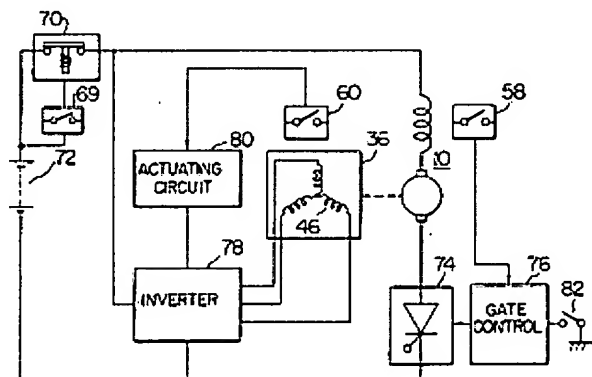 70
69
72
80
ACTUATING
CIRCUIT
60
36
46
10
58
78
INVERTER
74
76
GATE
CONTROL
82